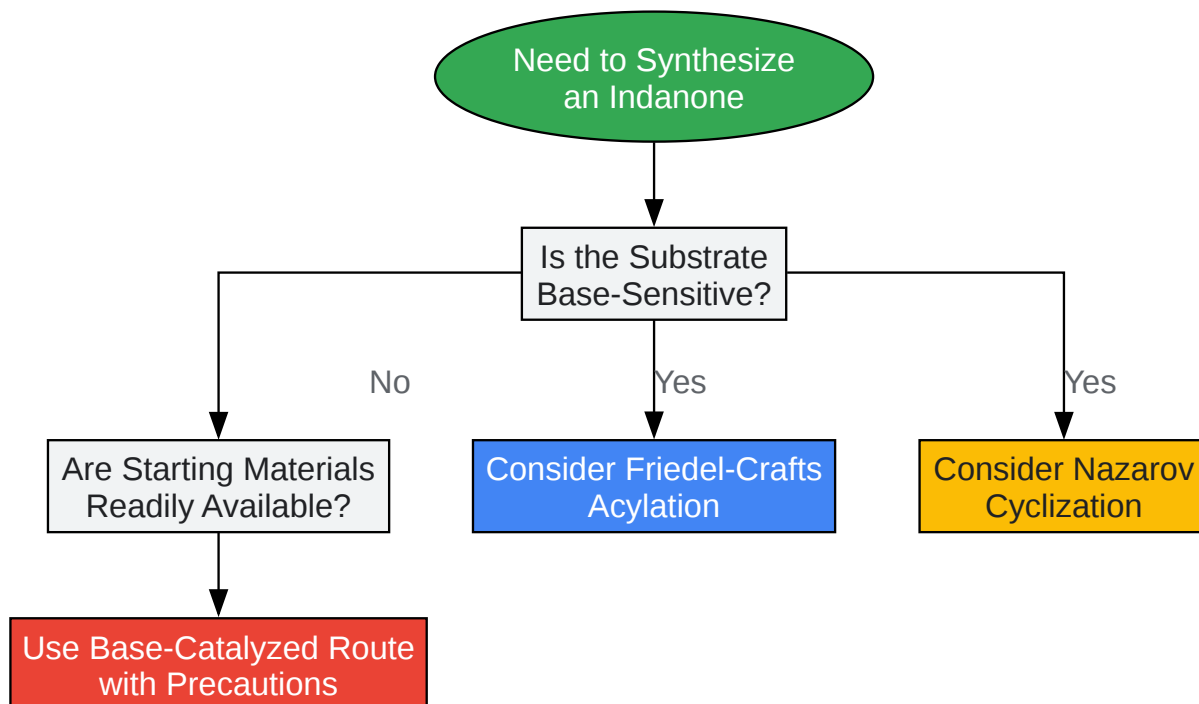 Need to Synthesize
an Indanone
Is the Substrate
Base-Sensitive?
No
Yes
Yes
Are Starting Materials
Readily Available?
Consider Friedel-Crafts
Acylation
Consider Nazarov
Cyclization
Use Base-Catalyzed Route
with Precautions